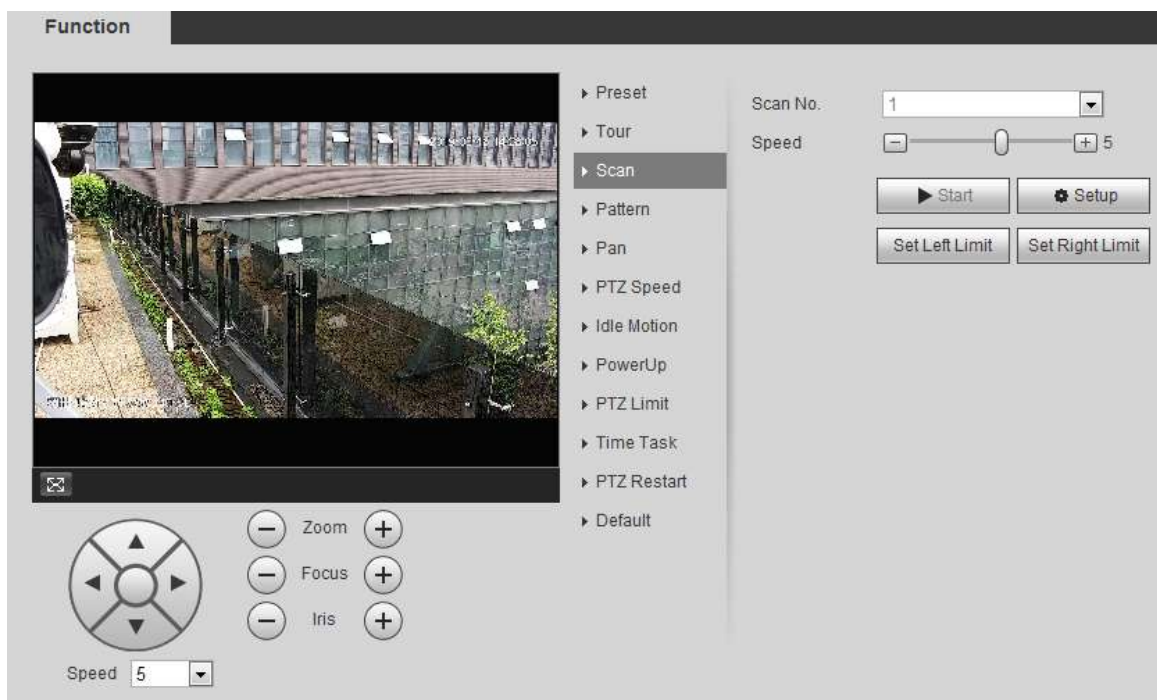 Function
Preset
Tour
Scan
Pattern
Pan
PTZ Speed
Idle Motion
PowerUp
PTZ Limit
Time Task
PTZ Restart
Default
Scan No. 1
Speed 5
Start Setup
Set Left Limit Set Right Limit
Zoom
Focus
Iris
Speed 5